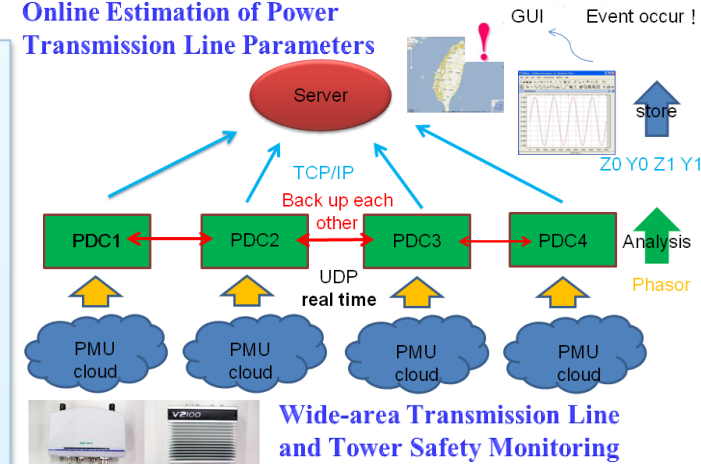 Online Estimation of Power
Transmission Line Parameters
GUI
Event occur !
Server
store
TCP/IP
Z0 Y0 Z1 Y1
Back up each
other
PDC1
PDC2
PDC3
PDC4
Analysis
UDP
real time
Phasor
PMU
cloud
PMU
cloud
PMU
cloud
PMU
cloud
V2100
Wide-area Transmission Line
and Tower Safety Monitoring